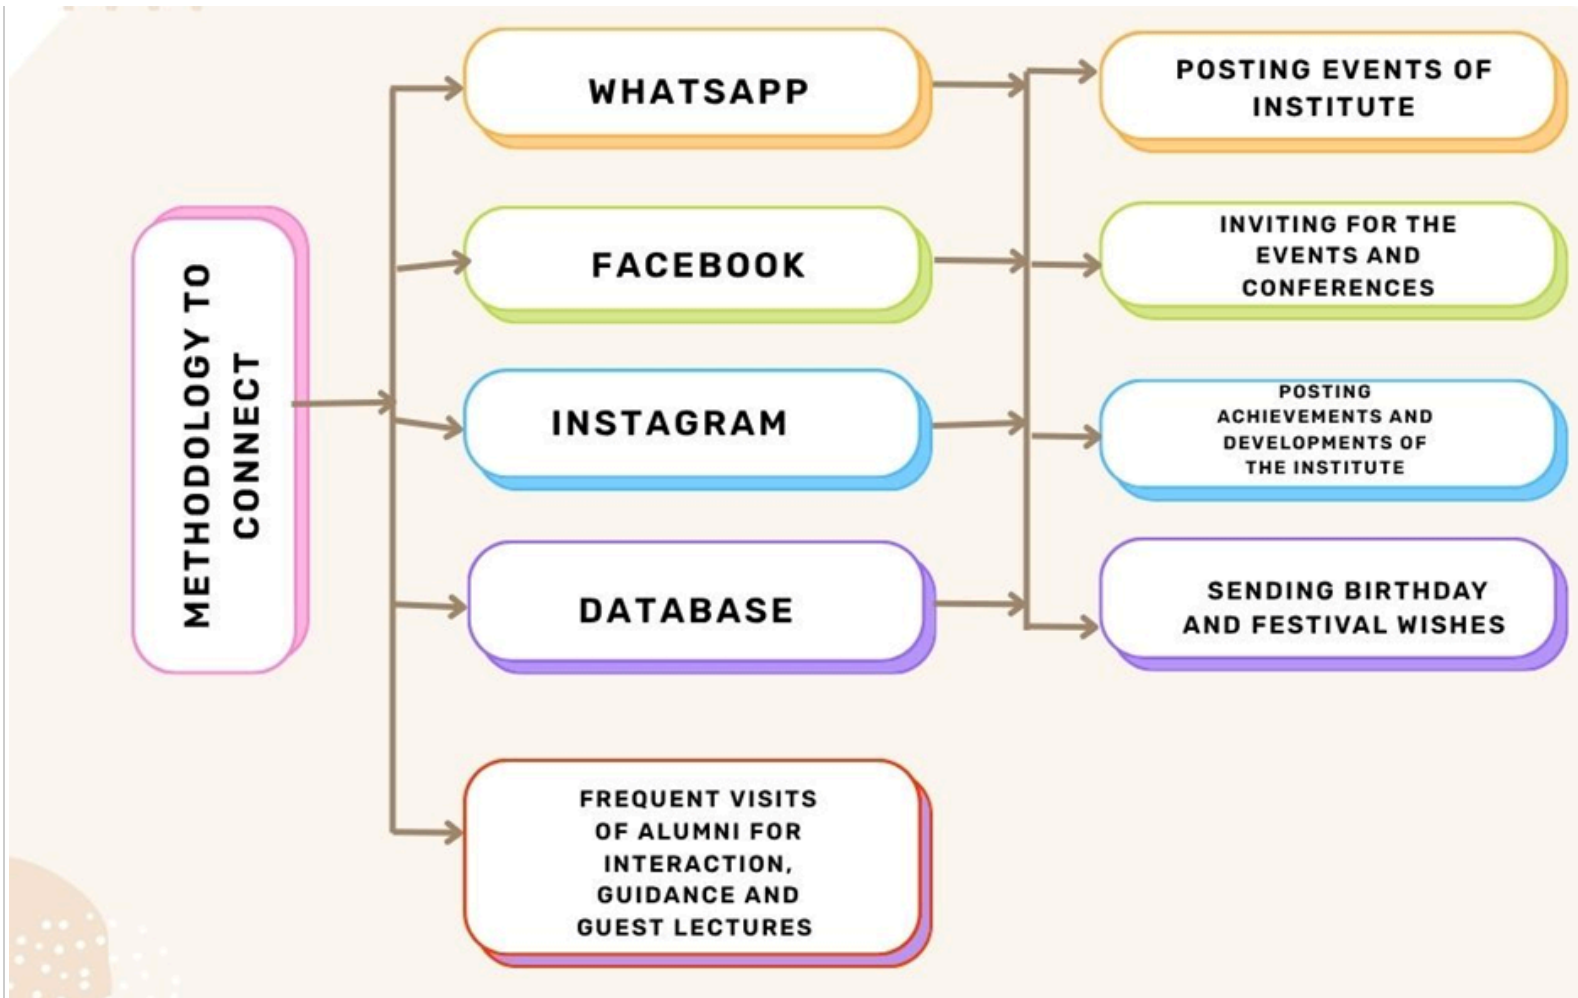 METHODOLOGY TO
CONNECT
WHATSAPP
FACEBOOK
INSTAGRAM
DATABASE
FREQUENT VISITS
OF ALUMNI FOR
INTERACTION,
GUIDANCE AND
GUEST LECTURES
POSTING EVENTS OF
INSTITUTE
INVITING FOR THE
EVENTS AND
CONFERENCES
POSTING
ACHIEVEMENTS AND
DEVELOPMENTS OF
THE INSTITUTE
SENDING BIRTHDAY
AND FESTIVAL WISHES